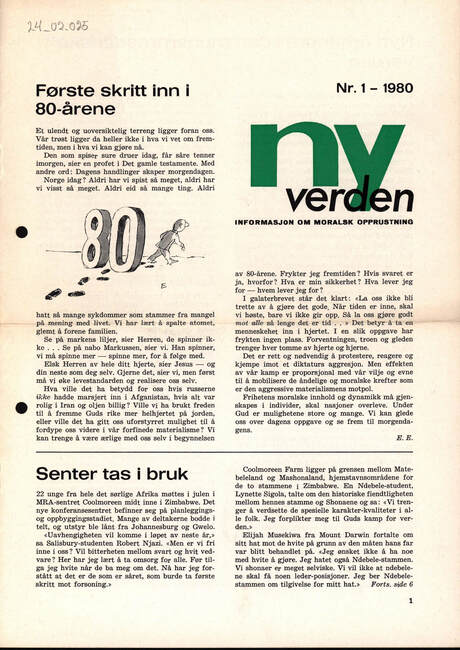 24_02_025
Første skritt inn i
80-årene
Et ulendt og uoversiktelig terreng ligger foran oss.
Vår trøst ligger da heller ikke i hva vi vet om frem-
tiden, men i hva vi kan gjøre nå.
Den som spiser sure druer idag, får såre tenner
imorgen, sier en profet i Det gamle testamente. Med
andre ord: Dagens handlinger skaper morgendagen.
Norge idag? Aldri har vi spist så meget, aldri har
vi visst så meget. Aldri eid så mange ting. Aldri
80
E
hatt så mange sykdommer som stammer fra mangel
på mening med livet. Vi har lært å spalte atomet,
glemt å forene familien.
Se på markens liljer, sier Herren, de spinner ik-
ke . . . Se på nabo Markussen, sier vi. Han spinner,
vi må spinne mer — spinne mer, for å følge med.
Elsk Herren av hele ditt hjerte, sier Jesus — og
din neste som deg selv. Gjerne det, sier vi, men først
må vi øke levestandarden og realisere oss selv.
Hva ville det ha betydd for oss hvis russerne
ikke hadde marsjert inn i Afganistan, hvis alt var
rolig i Iran og oljen billig? Ville vi ha brukt freden
til å fremme Guds rike mer helhjertet på jorden,
eller ville det ha gitt oss uforstyrret mulighet til å
fordype oss videre i vår forfinede materialisme? Vi
kan trenge å være ærlige med oss selv i begynnelsen
Nr. 1 – 1980
ny
verden
INFORMASJON OM MORALSK OPPRUSTNING
av 80-årene. Frykter jeg fremtiden? Hvis svaret er
ja, hvorfor? Hva er min sikkerhet? Hva lever jeg
for — hvem lever jeg for?
I galaterbrevet står det klart: «La oss ikke bli
trette av å gjøre det gode. Når tiden er inne, skal
vi høste, bare vi ikke gir opp. Så la oss gjøre godt
mot alle så lenge det er tid . . .» Det betyr å ta en
menneskehet inn i hjertet. I en slik oppgave har
frykten ingen plass. Forventningen, troen og gleden
trenger hver tomme av hjerte og hjerne.
Det er rett og nødvendig å protestere, reagere og
kjempe imot et diktaturs aggresjon. Men effekten
av vår kamp er proporsjonal med vår vilje og evne
til å mobilisere de åndelige og moralske krefter som
er den aggressive materialismens motpol.
Frihetens moralske innhold og dynamikk må gjen-
skapes i individer, skal nasjoner overleve. Under
Gud er mulighetene store og mange. Vi kan glede
oss over dagens oppgave og se frem til morgenda-
gens.
E. E.
Senter tas i bruk
22 unge fra hele det sørlige Afrika møttes i julen i
MRA-sentret Coolmoreen midt inne i Zimbabwe. Det
nye konferansesentret befinner seg på planleggings-
og oppbyggingsstadiet. Mange av deltakerne bodde i
telt, og utstyr ble lånt fra Johannesburg og Gwelo.
«Uavhengigheten vil komme i løpet av neste år,»
sa Salisbury-studenten Robert Njazi. «Men er vi fri
inne i oss? Vil bitterheten mellom svart og hvit ved-
vare? Her har jeg lært å ta omsorg for alle. Før til-
ga jeg hvite når de ba meg om det. Nå har jeg for-
stått at det er de som er såret, som burde ta første
skritt mot forsoning.»
Coolmoreen Farm ligger på grensen mellom Mate-
beleland og Mashonaland, hjemstavnsområdene for
de to stammene i Zimbabwe. En Ndebele-student,
Lynette Sigola, talte om den historiske fiendtligheten
mellom hennes stamme og Shonaene og sa: «Vi tren-
ger å verdsette de spesielle karakter-kvaliteter i al-
le folk. Jeg forplikter meg til Guds kamp for ver-
den.»
Elijah Musekiwa fra Mount Darwin fortalte om
sitt hat mot de hvite på grunn av den måten hans far
var blitt behandlet på. «Jeg ønsket ikke å ha noe
med hvite å gjøre. Jeg hatet også Ndebele-stammen.
Vi shonaer er meget selviske. Vi vil ikke at ndebele-
ne skal få noen leder-posisjoner. Jeg ber Ndebele-
stammen om tilgivelse for mitt hat.» Forts. side 6
1